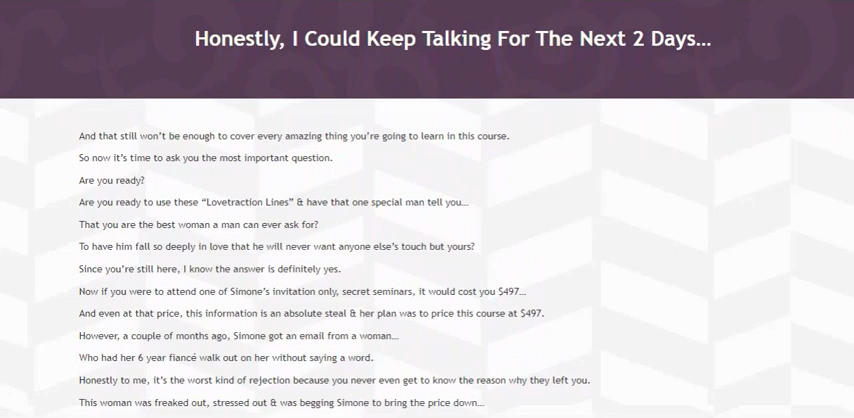 Honestly, I Could Keep Talking For The Next 2 Days...
And that still won't be enough to cover every amazing thing you're going to learn in this course.
So now it's time to ask you the most important question.
Are you ready?
Are you ready to use these “Lovetraction Lines” & have that one special man tell you...
That you are the best woman a man can ever ask for?
To have him fall so deeply in love that he will never want anyone else's touch but yours?
Since you're still here, I know the answer is definitely yes.
Now if you were to attend one of Simone's invitation only, secret seminars, it would cost you $497...
And even at that price, this information is an absolute steal & her plan was to price this course at $497.
However, a couple of months ago, Simone got an email from a woman...
Who had her 6 year fiancé walk out on her without saying a word.
Honestly to me, it's the worst kind of rejection because you never even get to know the reason why they left you.
This woman was freaked out, stressed out & was begging Simone to bring the price down...